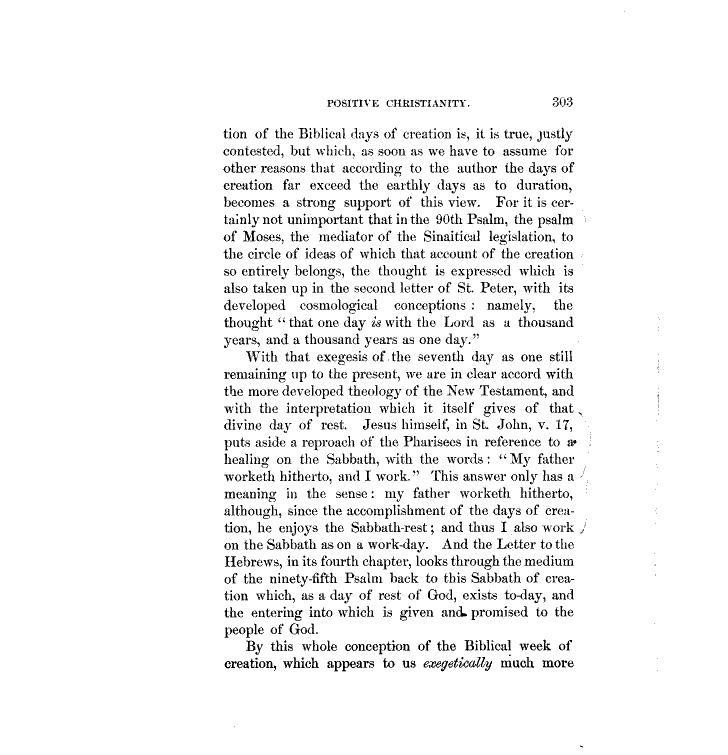 POSITIVE CHRISTIANITY. 303
tion of the Biblical days of creation is, it is true, justly
contested, but which, as soon as we have to assume for
other reasons that according to the author the days of
creation far exceed the earthly days as to duration,
becomes a strong support of this view. For it is cer-
tainly not unimportant that in the 90th Psalm, the psalm
of Moses, the mediator of the Sinaitical legislation, to
the circle of ideas of which that account of the creation
so entirely belongs, the thought is expressed which is
also taken up in the second letter of St. Peter, with its
developed cosmological conceptions : namely, the
thought “that one day is with the Lord as a thousand
years, and a thousand years as one day.”
With that exegesis of the seventh day as one still
remaining up to the present, we are in clear accord with
the more developed theology of the New Testament, and
with the interpretation which it itself gives of that
divine day of rest. Jesus himself, in St. John, v. 17,
puts aside a reproach of the Pharisees in reference to a
healing on the Sabbath, with the words : “My father
worketh hitherto, and I work.” This answer only has a
meaning in the sense : my father worketh hitherto,
although, since the accomplishment of the days of crea-
tion, he enjoys the Sabbath-rest ; and thus I also work
on the Sabbath as on a work-day. And the Letter to the
Hebrews, in its fourth chapter, looks through the medium
of the ninety-fifth Psalm back to this Sabbath of crea-
tion which, as a day of rest of God, exists to-day, and
the entering into which is given and promised to the
people of God.
By this whole conception of the Biblical week of
creation, which appears to us exegetically much more